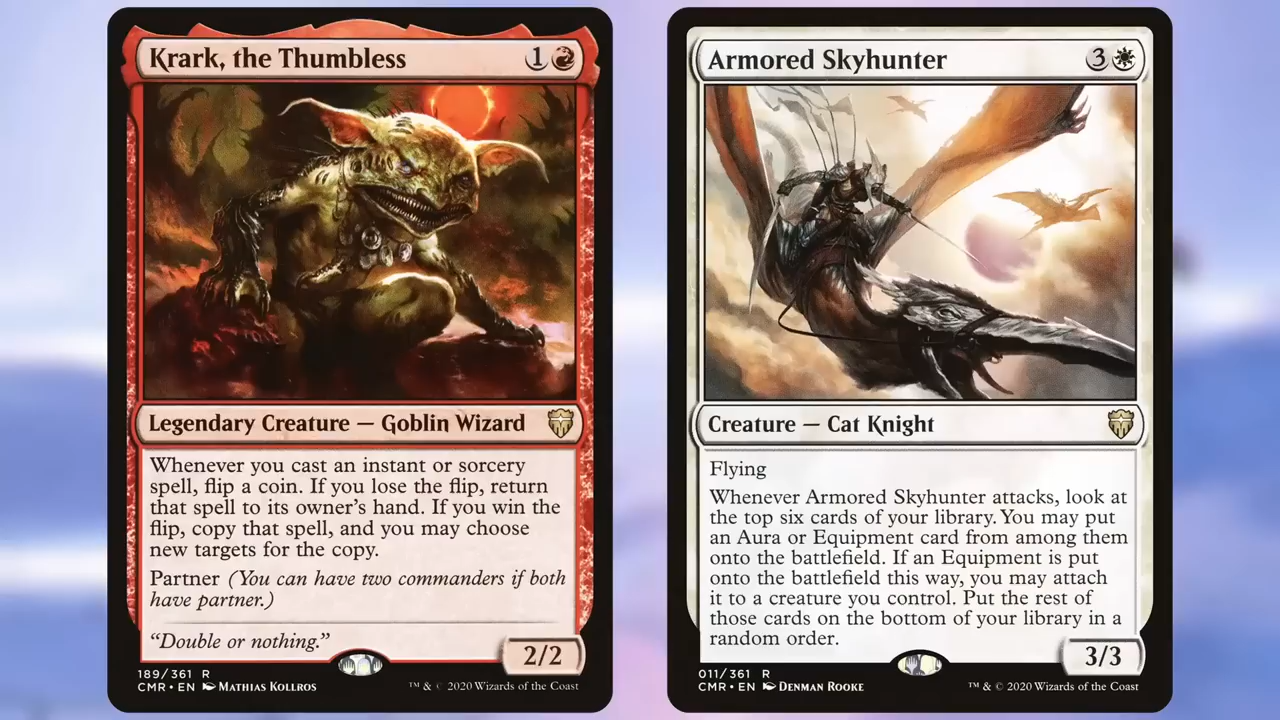 Krark, the Thumbless 1
Legendary Creature — Goblin Wizard
Whenever you cast an instant or sorcery
spell, flip a coin. If you lose the flip, return
that spell to its owner's hand. If you win the
flip, copy that spell, and you may choose
new targets for the copy.
Partner (You can have two commanders if both
have partner.)
“Double or nothing.”
2/2
189/361 R
CMR • EN Mathias Kollros
™ & © 2020 Wizards of the Coast
Armored Skyhunter 3
Creature — Cat Knight
Flying
Whenever Armored Skyhunter attacks, look at
the top six cards of your library. You may put
an Aura or Equipment card from among them
onto the battlefield. If an Equipment is put
onto the battlefield this way, you may attach
it to a creature you control. Put the rest of
those cards on the bottom of your library in a
random order.
3/3
011/361 R
CMR • EN Denman Rooke
™ & © 2020 Wizards of the Coast